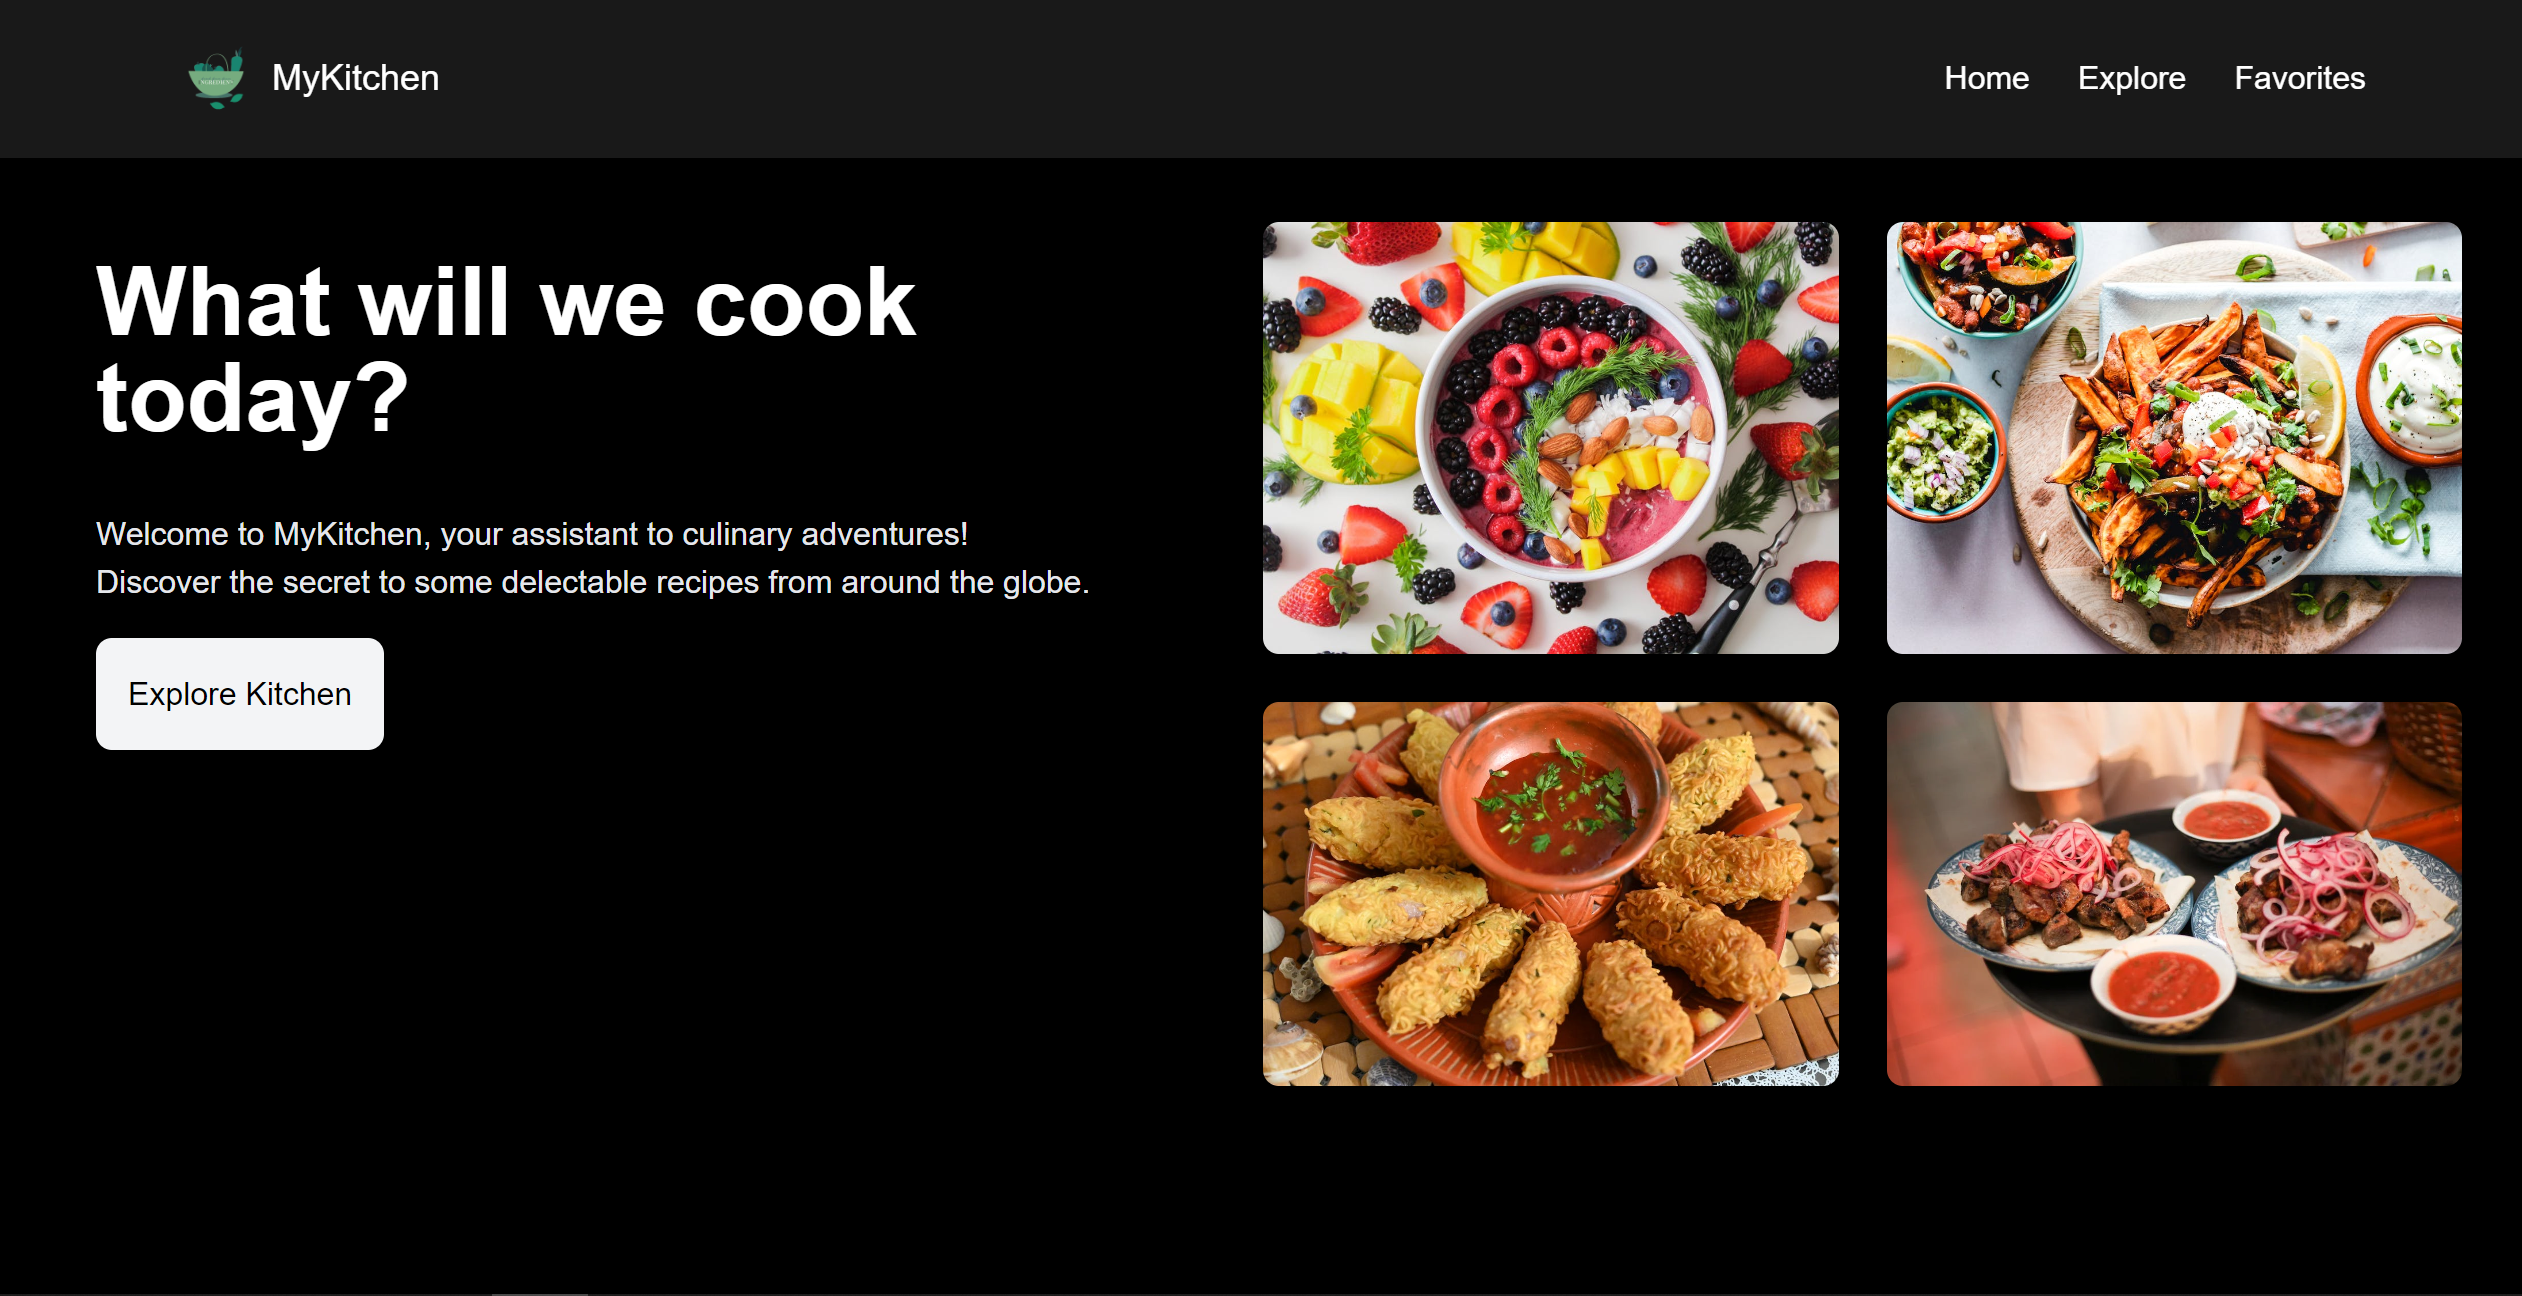 MyKitchen
Home
Explore
Favorites
What will we cook
today?
Welcome to MyKitchen, your assistant to culinary adventures!
Discover the secret to some delectable recipes from around the globe.
Explore Kitchen